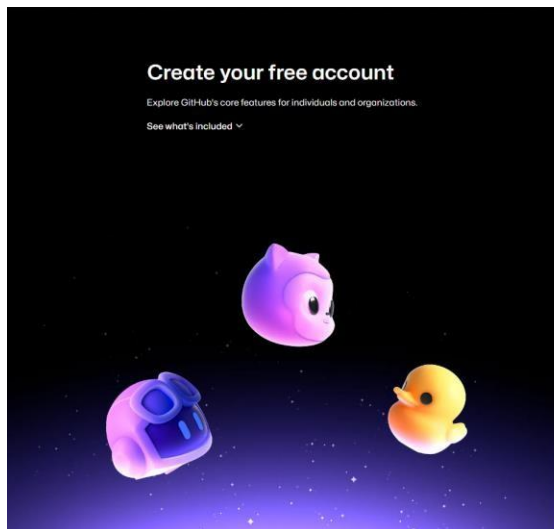 Create your free account
Explore GitHub's core features for individuals and organizations.
See what's included